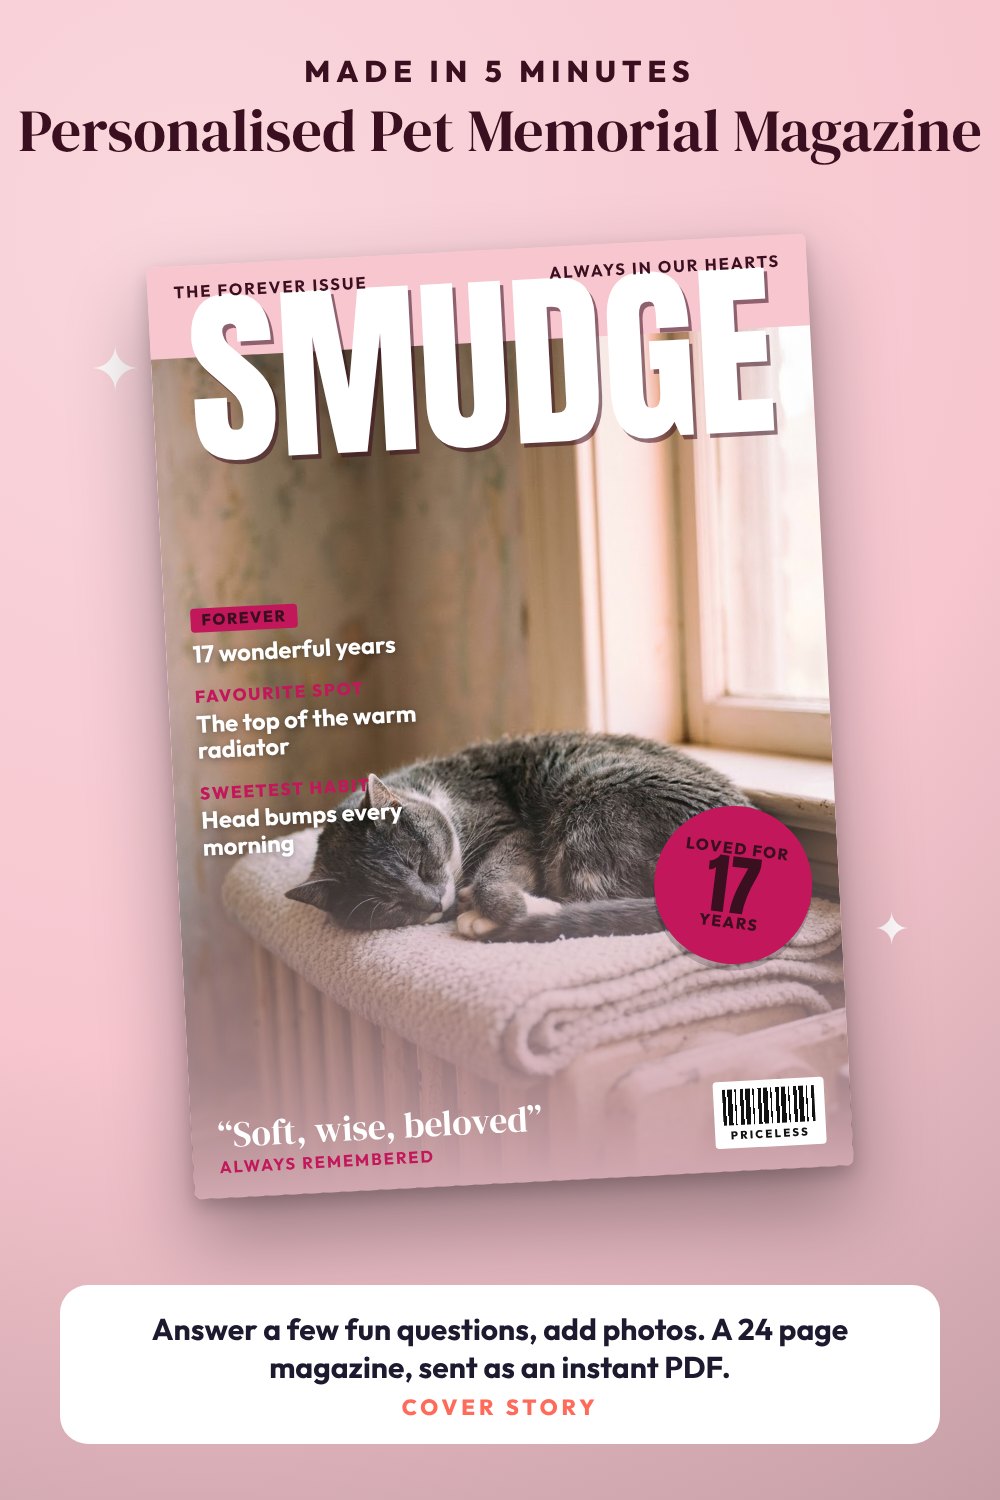 MADE IN 5 MINUTES
Personalised Pet Memorial Magazine
THE FOREVER ISSUE
ALWAYS IN OUR HEARTS
SMUDGE
FOREVER
17 wonderful years
FAVOURITE SPOT
The top of the warm
radiator
SWEETEST HABIT
Head bumps every
morning
LOVED FOR
17
YEARS
“Soft, wise, beloved”
ALWAYS REMEMBERED
PRICELESS
Answer a few fun questions, add photos. A 24 page
magazine, sent as an instant PDF.
COVER STORY